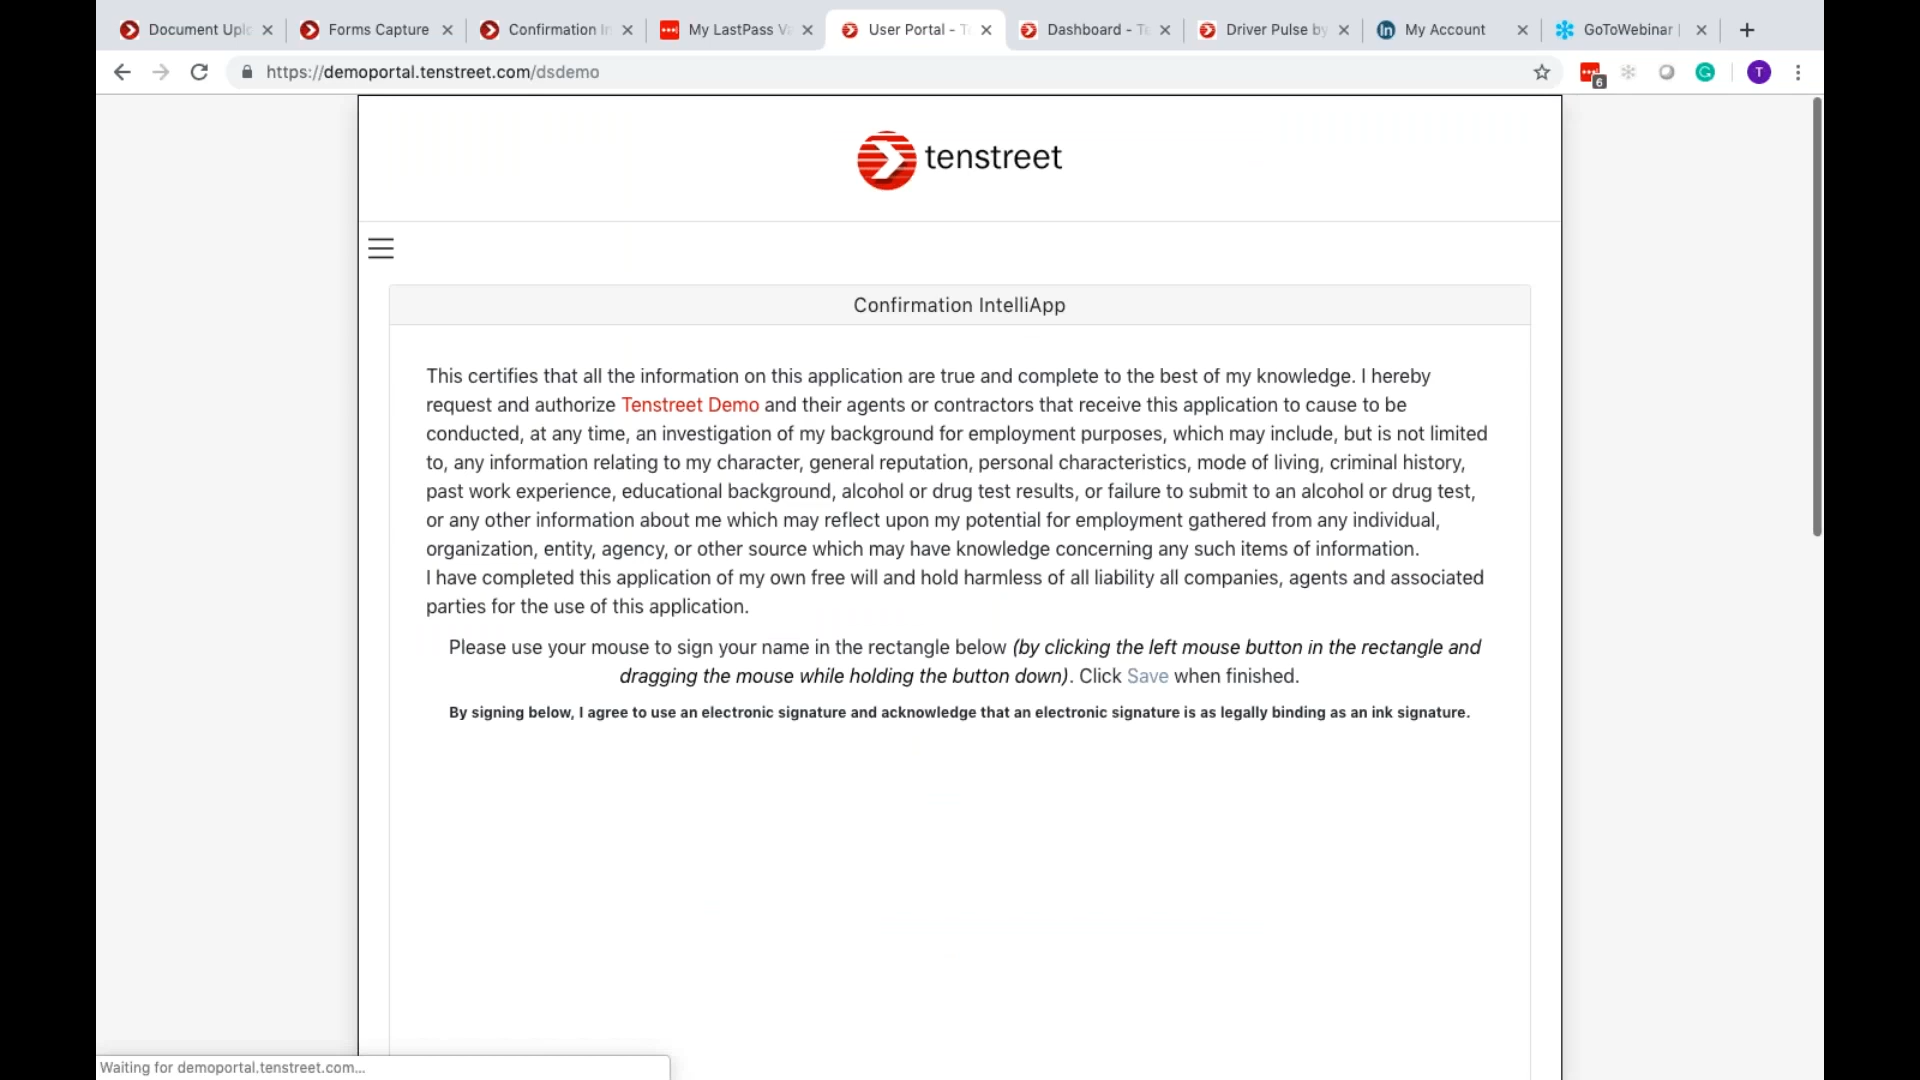 Document Uplo
Forms Capture
Confirmation In
My LastPass Va
User Portal - Te
Dashboard - Te
Driver Pulse by
My Account
GoToWebinar |
https://demoportal.tenstreet.com/dsdemo
6
T
tenstreet
Confirmation IntelliApp
This certifies that all the information on this application are true and complete to the best of my knowledge. I hereby
request and authorize Tenstreet Demo and their agents or contractors that receive this application to cause to be
conducted, at any time, an investigation of my background for employment purposes, which may include, but is not limited
to, any information relating to my character, general reputation, personal characteristics, mode of living, criminal history,
past work experience, educational background, alcohol or drug test results, or failure to submit to an alcohol or drug test,
or any other information about me which may reflect upon my potential for employment gathered from any individual,
organization, entity, agency, or other source which may have knowledge concerning any such items of information.
I have completed this application of my own free will and hold harmless of all liability all companies, agents and associated
parties for the use of this application.
Please use your mouse to sign your name in the rectangle below (by clicking the left mouse button in the rectangle and
dragging the mouse while holding the button down). Click Save when finished.
By signing below, I agree to use an electronic signature and acknowledge that an electronic signature is as legally binding as an ink signature.
Waiting for demoportal.tenstreet.com...